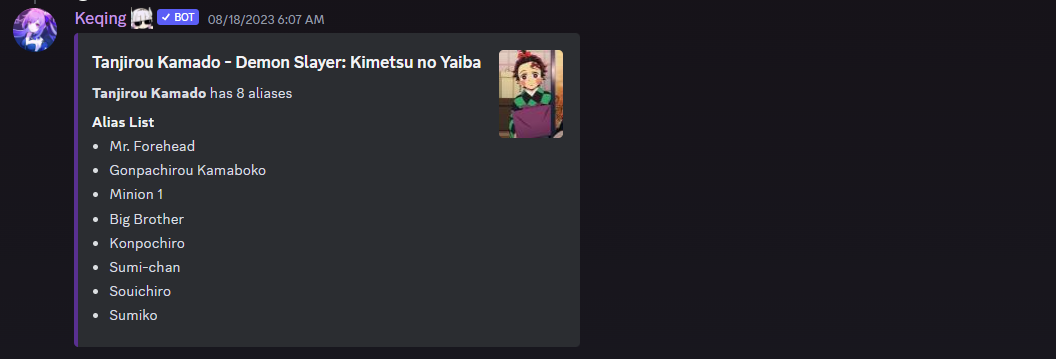 Keqing BOT 08/18/2023 6:07 AM
Tanjirou Kamado - Demon Slayer: Kimetsu no Yaiba
Tanjirou Kamado has 8 aliases
Alias List
• Mr. Forehead
• Gonpachirou Kamaboko
• Minion 1
• Big Brother
• Konpochiro
• Sumi-chan
• Souichiro
• Sumiko